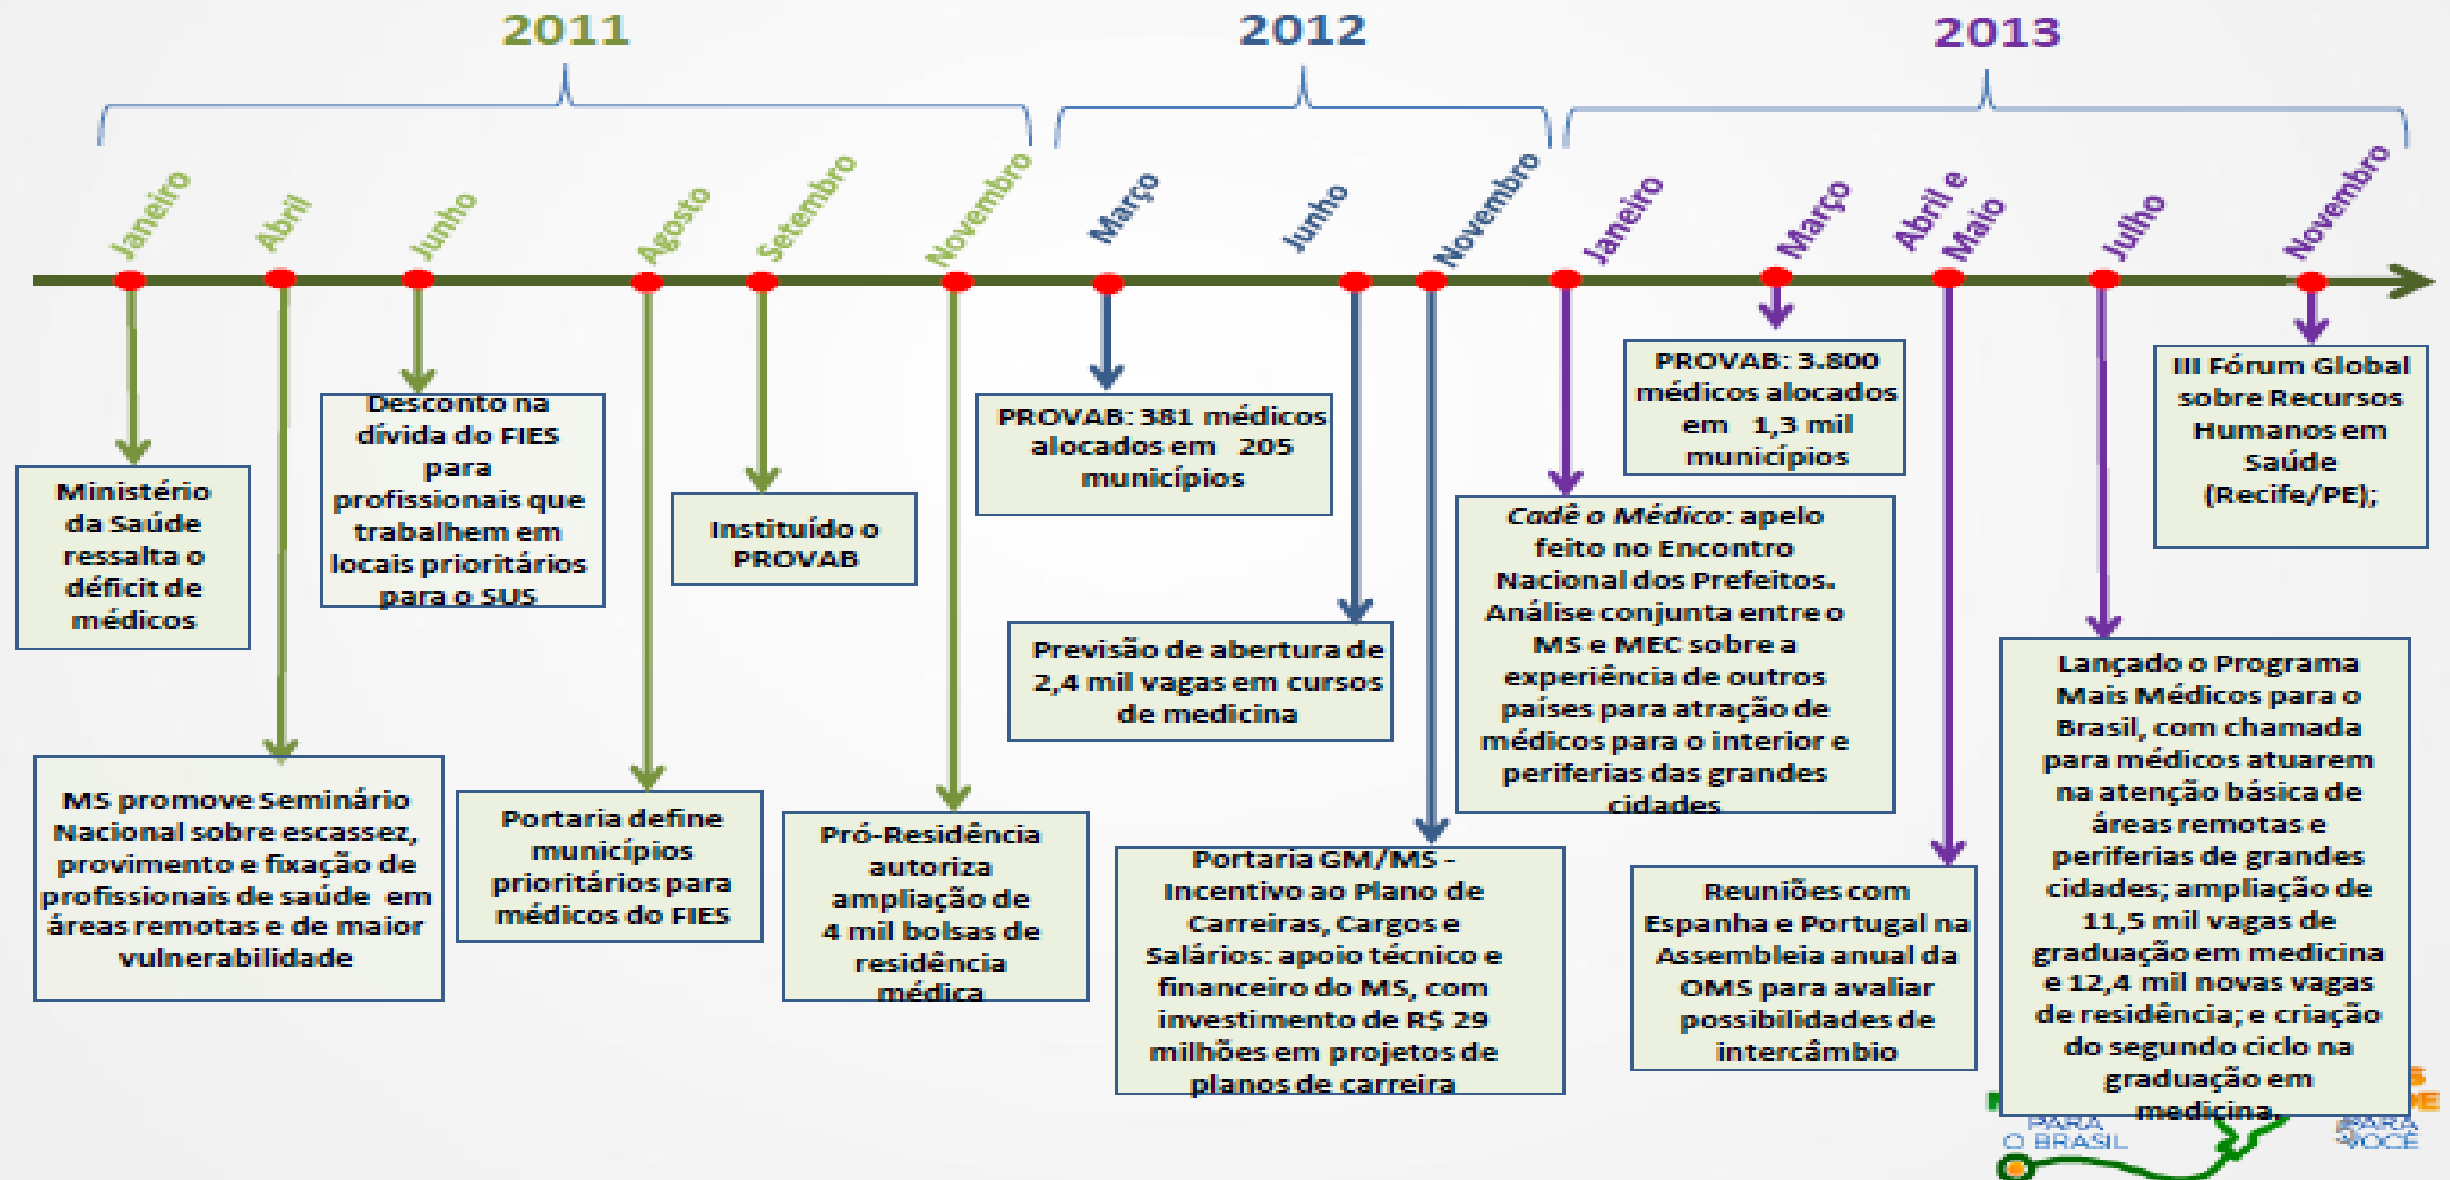 2011
2012
2013
Janeiro
Abril
Junho
Agosto
Setembro
Novembro
Março
Junho
Novembro
Janeiro
Março
Abril e
Maio
Julho
Novembro
Ministério
da Saúde
ressalta o
déficit de
médicos
MS promove Seminário
Nacional sobre escassez,
provimento e fixação de
profissionais de saúde em
áreas remotas e de maior
vulnerabilidade
Desconto na
dívida do FIES
para
profissionais que
trabalhem em
locais prioritários
para o SUS
Portaria define
municípios
prioritários para
médicos do FIES
Instituído o
PROVAB
Pró-Residência
autoriza
ampliação de
4 mil bolsas de
residência
médica
PROVAB: 381 médicos
alocados em 205
municípios
Previsão de abertura de
2,4 mil vagas em cursos
de medicina
Portaria GM/MS -
Incentivo ao Plano de
Carreiras, Cargos e
Salários: apoio técnico e
financeiro do MS, com
investimento de R$ 29
milhões em projetos de
planos de carreira
Cadê o Médico: apelo
feito no Encontro
Nacional dos Prefeitos.
Análise conjunta entre o
MS e MEC sobre a
experiência de outros
países para atração de
médicos para o interior e
periferias das grandes
cidades
PROVAB: 3.800
médicos alocados
em 1,3 mil
municípios
Reuniões com
Espanha e Portugal na
Assembleia anual da
OMS para avaliar
possibilidades de
intercâmbio
Lançado o Programa
Mais Médicos para o
Brasil, com chamada
para médicos atuarem
na atenção básica de
áreas remotas e
periferias de grandes
cidades; ampliação de
11,5 mil vagas de
graduação em medicina
e 12,4 mil novas vagas
de residência; e criação
do segundo ciclo na
graduação em
medicina.
III Fórum Global
sobre Recursos
Humanos em
Saúde
(Recife/PE);
PARA
O BRASIL
PARA
VOCÊ